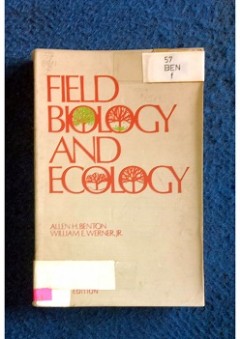 57
BEN
f
FIELD
BIOLOGY
AND
ECOLOGY
ALLEN H. BENTON
WILLIAM E. WERNER, JR.
EDITION